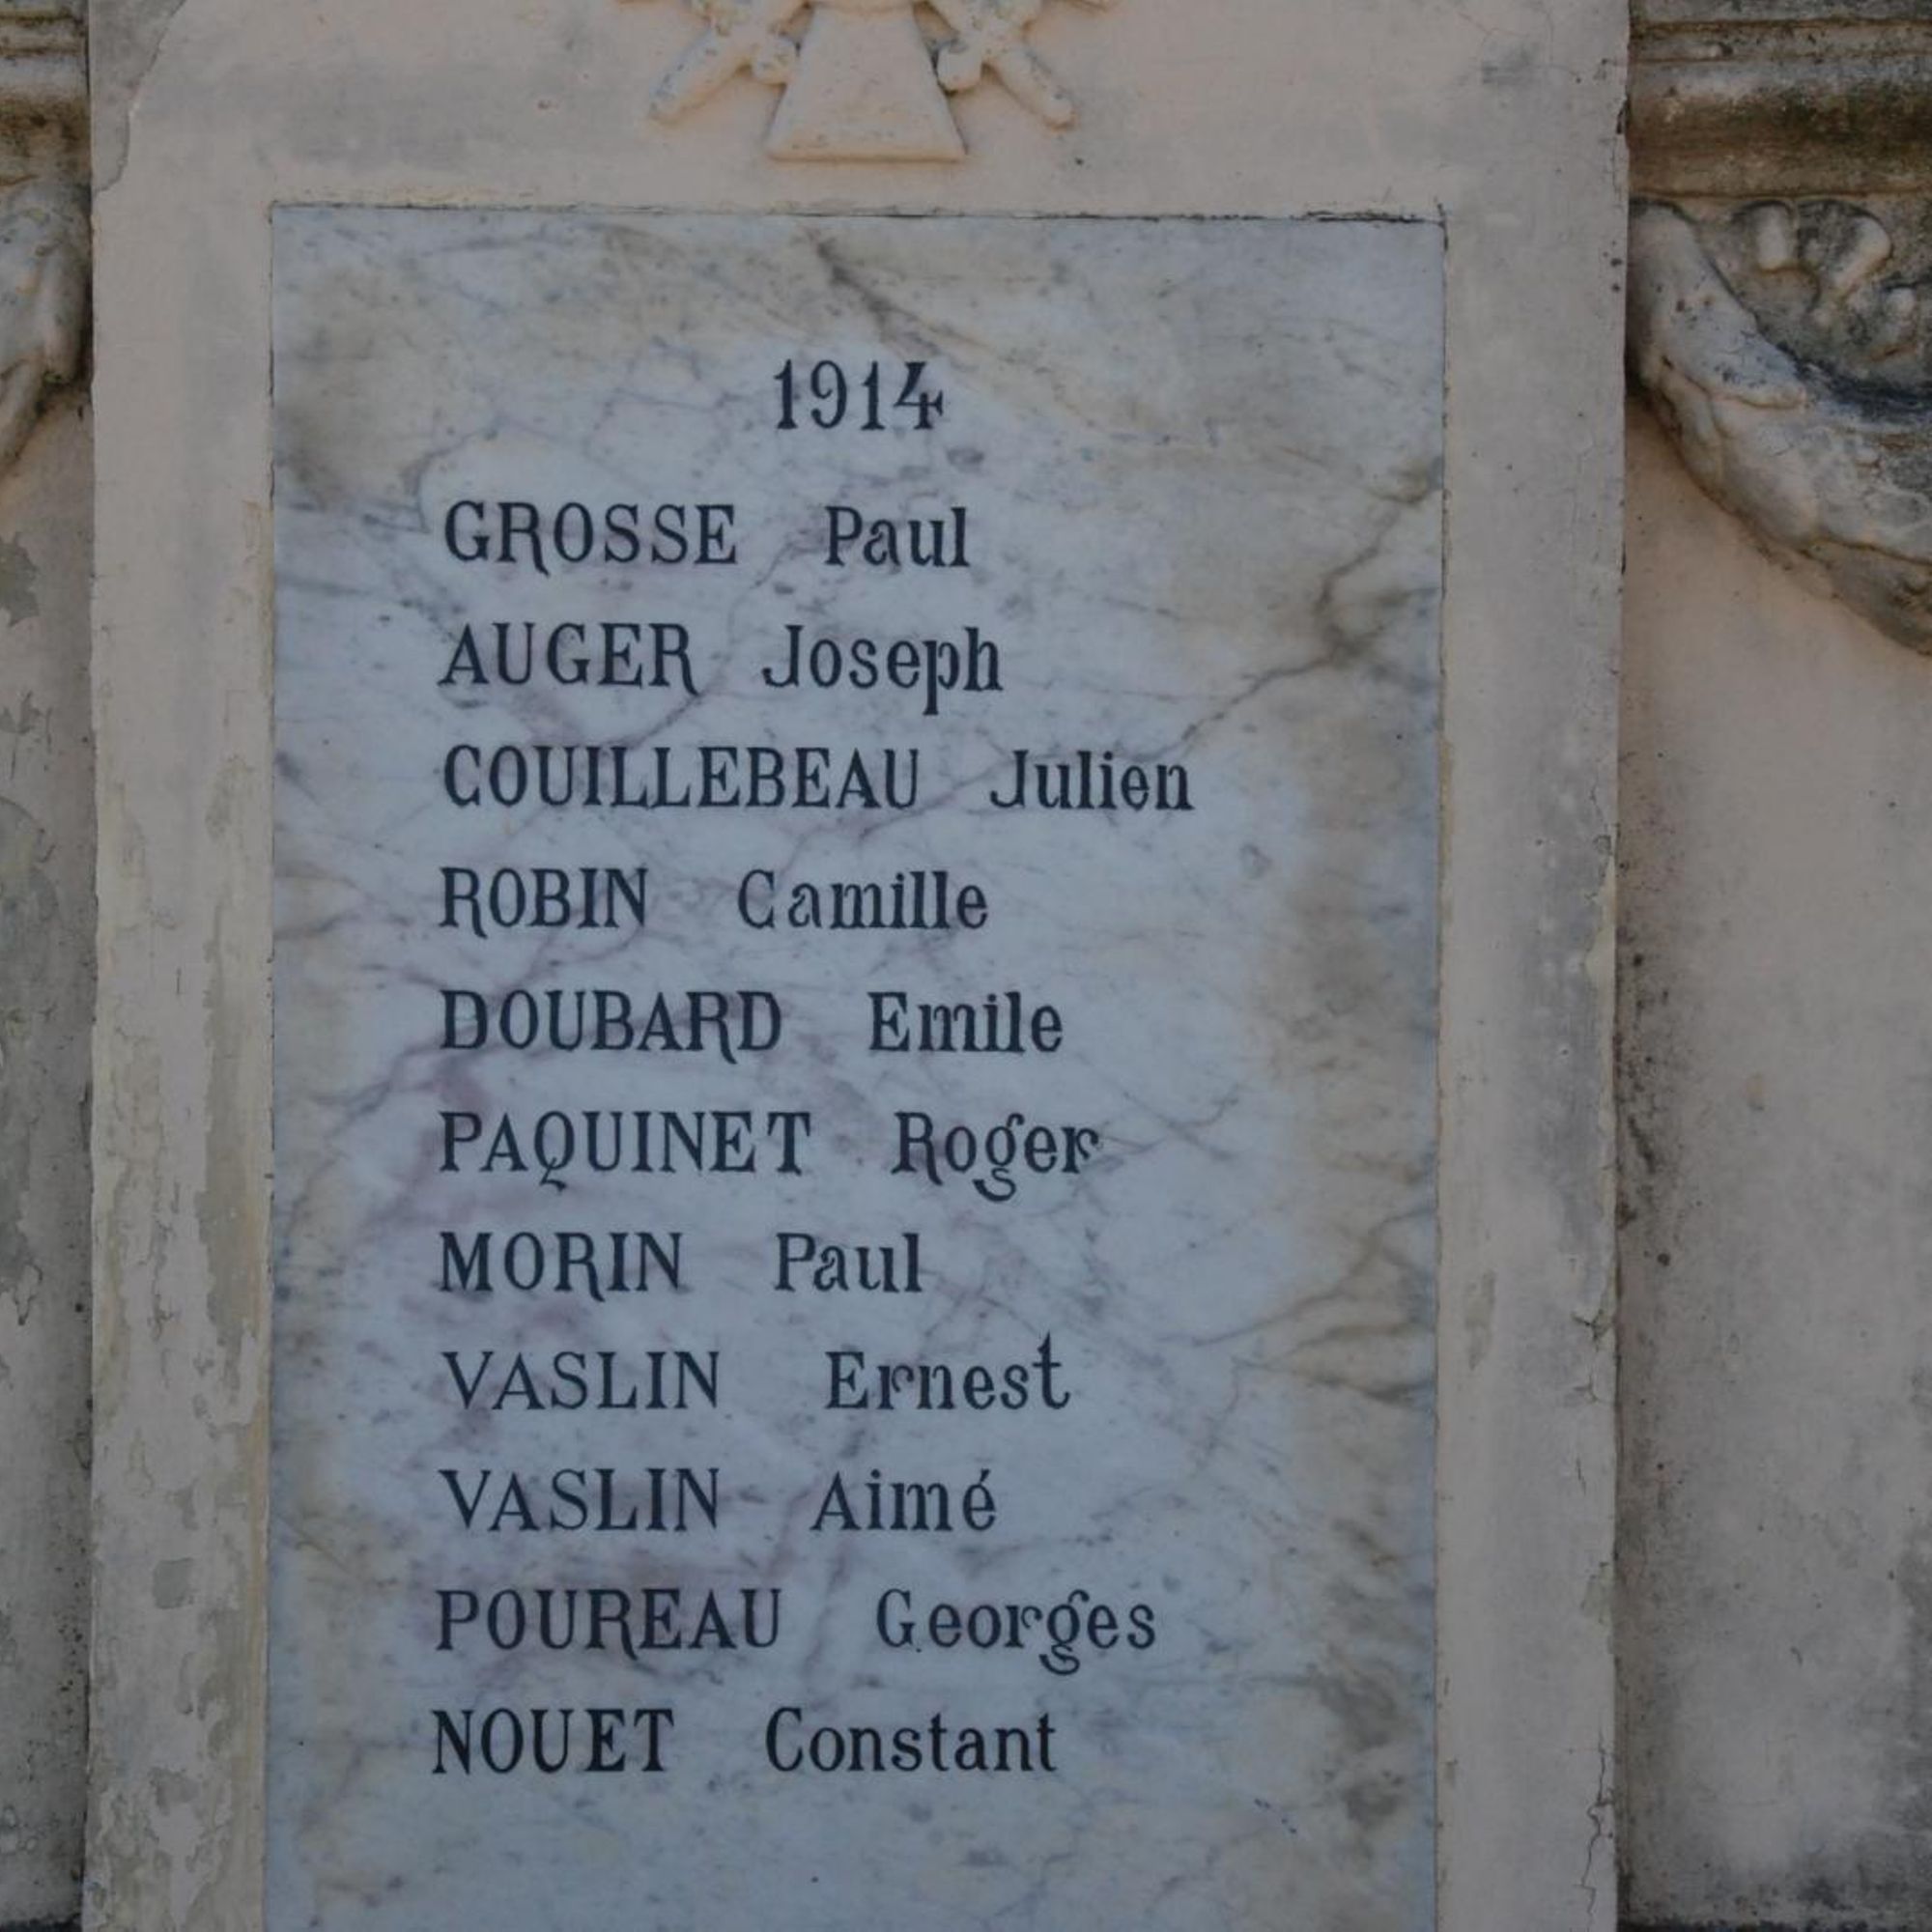 1914
GROSSE Paul
AUGER Joseph
COUILLEBEAU Julien
ROBIN Camille
DOUBARD Emile
PAQUINET Roger
MORIN Paul
VASLIN Ernest
VASLIN Aimé
POUREAU Georges
NOUET Constant